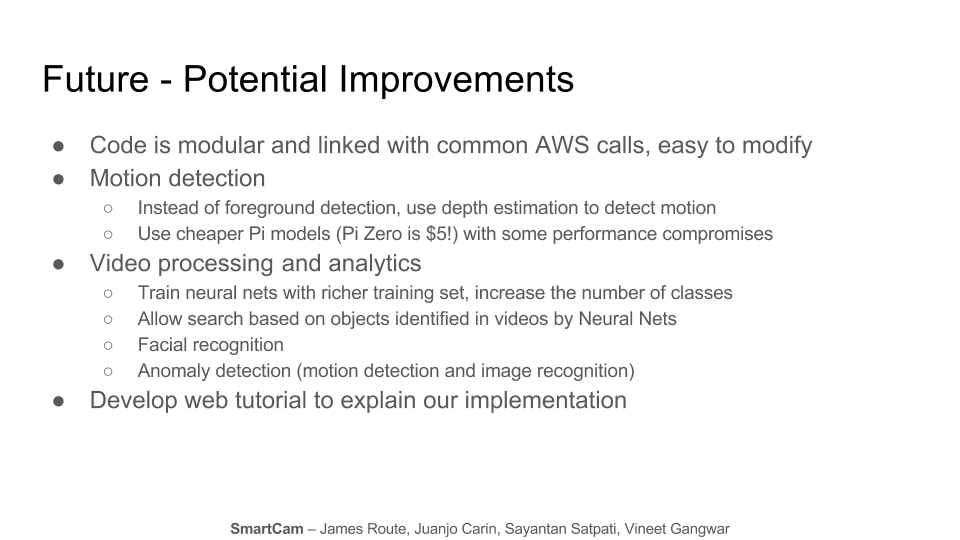 Future - Potential Improvements
● Code is modular and linked with common AWS calls, easy to modify
● Motion detection
○ Instead of foreground detection, use depth estimation to detect motion
○ Use cheaper Pi models (Pi Zero is $5!) with some performance compromises
● Video processing and analytics
○ Train neural nets with richer training set, increase the number of classes
○ Allow search based on objects identified in videos by Neural Nets
○ Facial recognition
○ Anomaly detection (motion detection and image recognition)
● Develop web tutorial to explain our implementation
SmartCam – James Route, Juanjo Carin, Sayantan Satpati, Vineet Gangwar